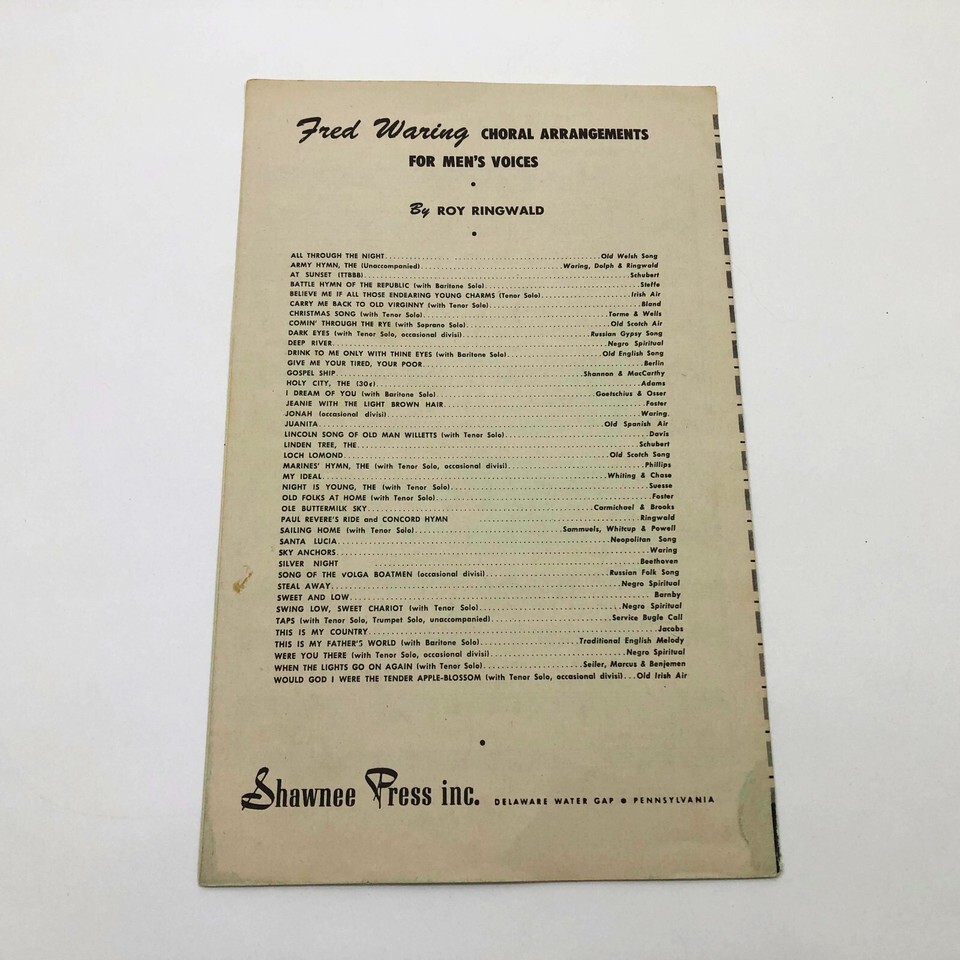 Fred Waring CHORAL ARRANGEMENTS
FOR MEN'S VOICES
•
By ROY RINGWALD
•
ALL THROUGH THE NIGHT..........Old Welsh Song
ARMY HYMN, THE (Unaccompanied)..........Waring, Dolph & Ringwald
AT SUNSET (TTBBB)..........Schubert
BATTLE HYMN OF THE REPUBLIC (with Baritone Solo)..........Steffe
BELIEVE ME IF ALL THOSE ENDEARING YOUNG CHARMS (Tenor Solo)..........Irish Air
CARRY ME BACK TO OLD VIRGINNY (with Tenor Solo)..........Bland
CHRISTMAS SONG (with Tenor Solo)..........Torme & Wells
COMIN' THROUGH THE RYE (with Soprano Solo)..........Old Scotch Air
DARK EYES (with Tenor Solo, occasional divisi)..........Russian Gypsy Song
DEEP RIVER..........Negro Spiritual
DRINK TO ME ONLY WITH THINE EYES (with Baritone Solo)..........Old English Song
GIVE ME YOUR TIRED, YOUR POOR..........Berlin
GOSPEL SHIP..........Shannon & MacCarthy
HOLY CITY, THE (30¢)..........Adams
I DREAM OF YOU (with Baritone Solo)..........Goetschius & Osser
JEANIE WITH THE LIGHT BROWN HAIR..........Foster
JONAH (occasional divisi)..........Waring.
JUANITA..........Old Spanish Air
LINCOLN SONG OF OLD MAN WILLETTS (with Tenor Solo)..........Davis
LINDEN TREE, THE..........Schubert
LOCH LOMOND..........Old Scotch Song
MARINES' HYMN, THE (with Tenor Solo, occasional divisi)..........Phillips
MY IDEAL..........Whiting & Chase
NIGHT IS YOUNG, THE (with Tenor Solo)..........Suesse
OLD FOLKS AT HOME (with Tenor Solo)..........Foster
OLE BUTTERMILK SKY..........Carmichael & Brooks
PAUL REVERE'S RIDE and CONCORD HYMN ..........Ringwald
SAILING HOME (with Tenor Solo)..........Sammuels, Whitcup & Powell
SANTA LUCIA..........Neopolitan Song
SKY ANCHORS..........Waring
SILVER NIGHT ..........Beethoven
SONG OF THE VOLGA BOATMEN (occasional divisi)..........Russian Folk Song
STEAL AWAY..........Negro Spiritual
SWEET AND LOW..........Barnby
SWING LOW, SWEET CHARIOT (with Tenor Solo)..........Negro Spiritual
TAPS (with Tenor Solo, Trumpet Solo, unaccompanied)..........Service Bugle Call
THIS IS MY COUNTRY..........Jacobs
THIS IS MY FATHER'S WORLD (with Baritone Solo)..........Traditional English Melody
WERE YOU THERE (with Tenor Solo, occasional divisi)..........Negro Spiritual
WHEN THE LIGHTS GO ON AGAIN (with Tenor Solo)..........Seiler, Marcus & Benjemen
WOULD GOD I WERE THE TENDER APPLE-BLOSSOM (with Tenor Solo, occasional divisi)...Old Irish Air
•
Shawnee Press inc. DELAWARE WATER GAP • PENNSYLVANIA